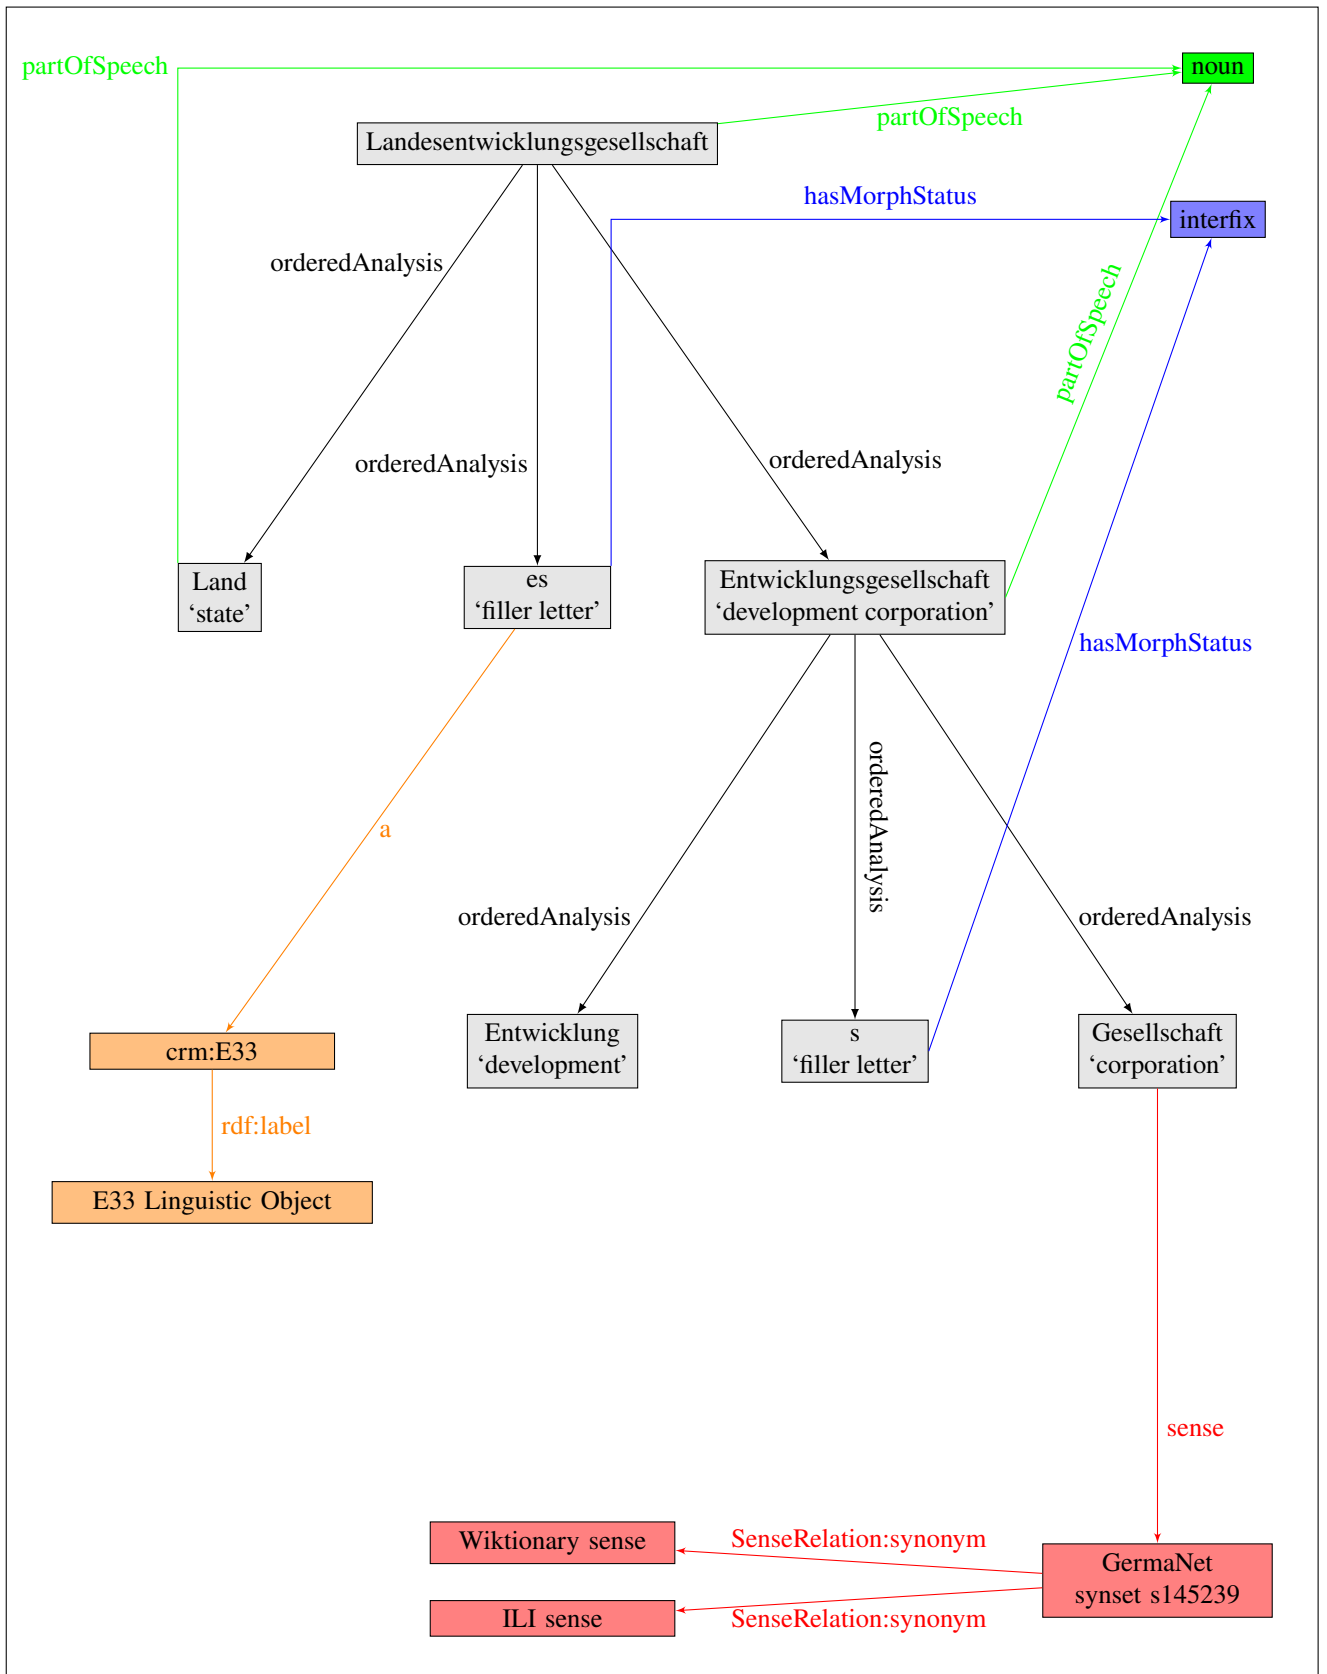 partOfSpeech
noun
partOfSpeech
Landesentwicklungsgesellschaft
hasMorphStatus
interfix
orderedAnalysis
partOfSpeech
orderedAnalysis
orderedAnalysis
Land
‘state’
es
‘filler letter’
Entwicklungsgesellschaft
‘development corporation’
hasMorphStatus
orderedAnalysis
a
orderedAnalysis
orderedAnalysis
crm:E33
Entwicklung
‘development’
s
‘filler letter’
Gesellschaft
‘corporation’
rdf:label
E33 Linguistic Object
sense
Wiktionary sense
SenseRelation:synonym
GermaNet
synset s145239
ILI sense
SenseRelation:synonym